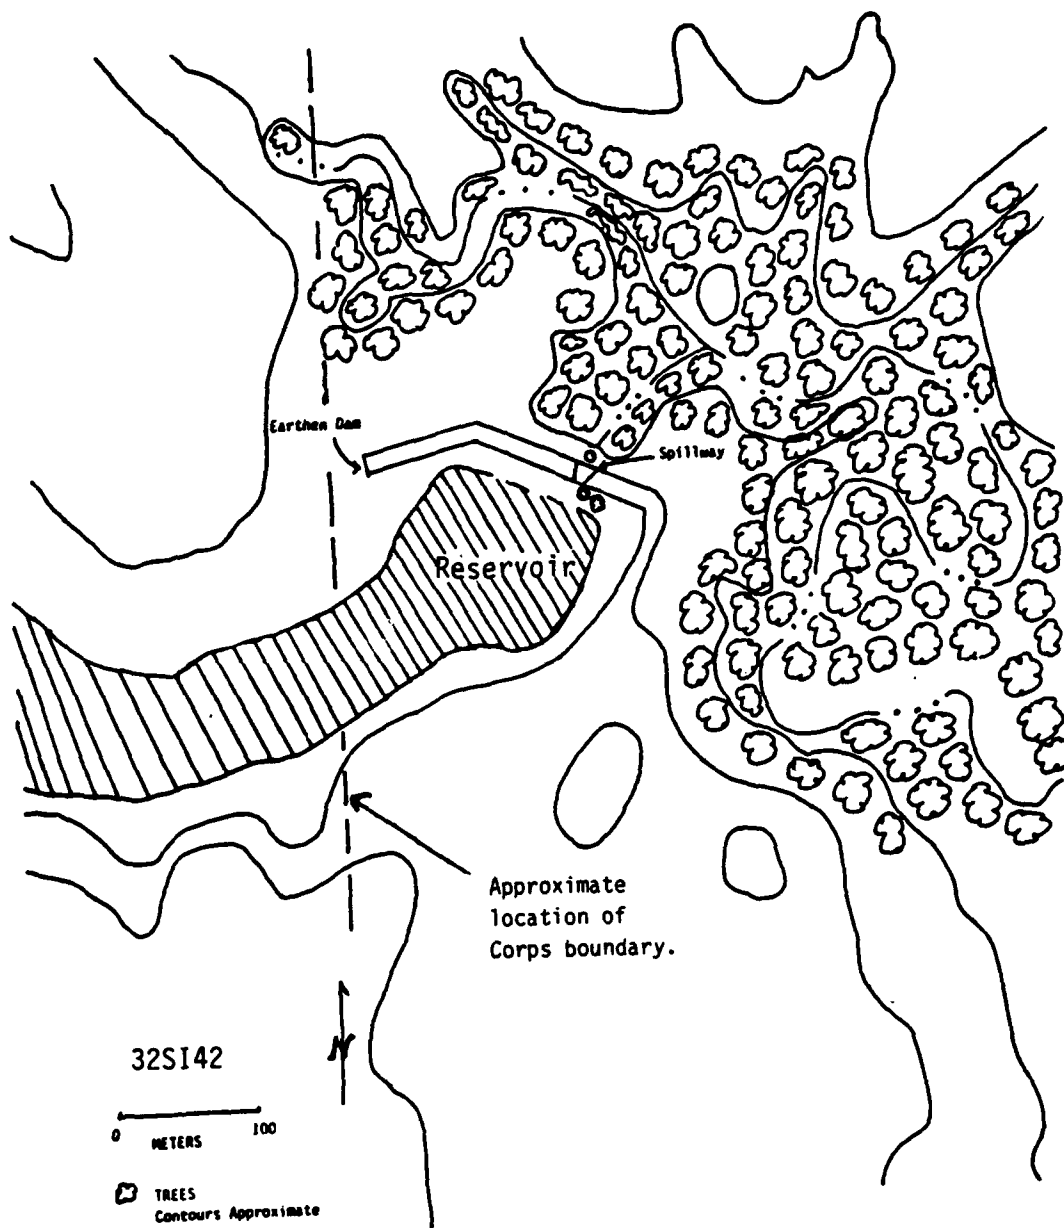 Earthen Dam
Spillway
Reservoir
Approximate
location of
Corps boundary.
N
32SI42
0 100
METERS
TREES
Contours Approximate